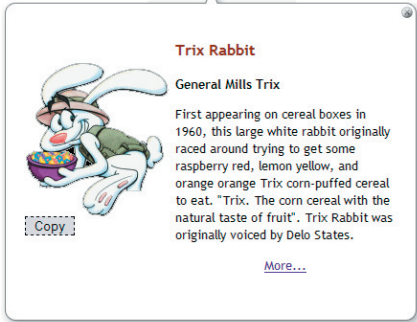 Trix Rabbit
General Mills Trix
First appearing on cereal boxes in
1960, this large white rabbit originally
raced around trying to get some
raspberry red, lemon yellow, and
orange orange Trix corn-puffed cereal
to eat. "Trix. The corn cereal with the
natural taste of fruit". Trix Rabbit was
originally voiced by Delo States.
Copy
More...